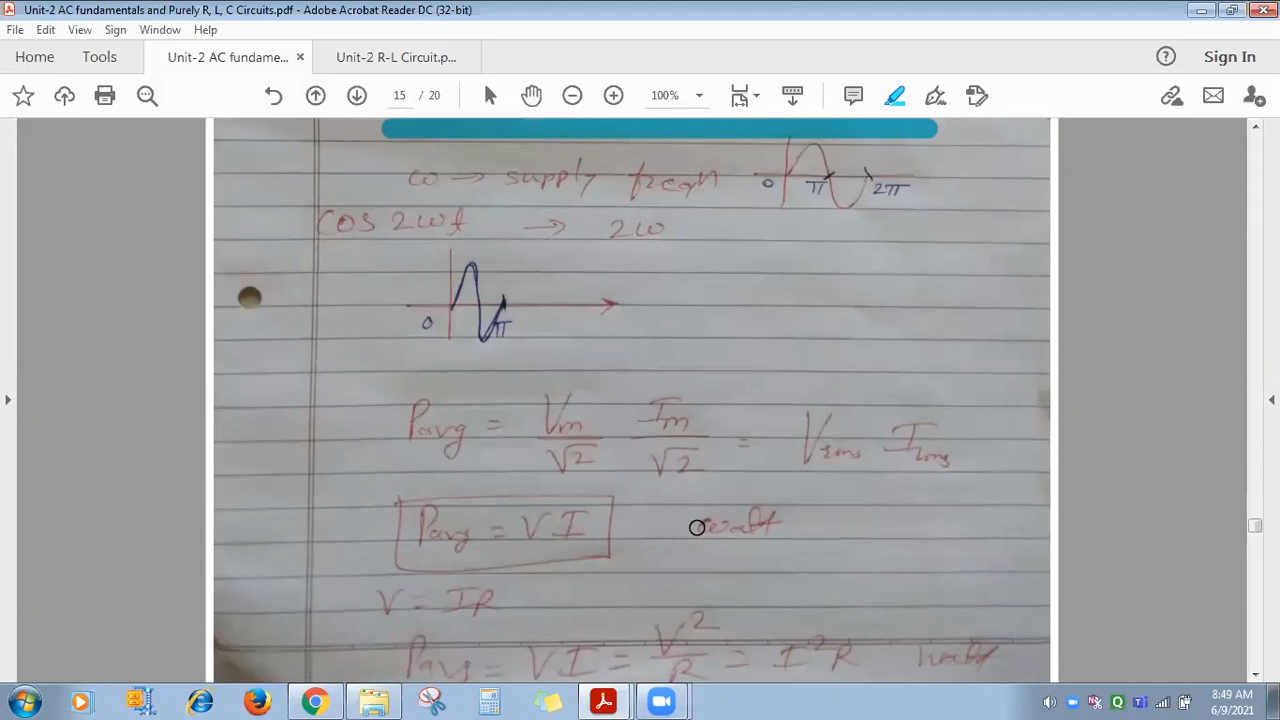 Unit-2 AC fundamentals and Purely R, L, C Circuits.pdf - Adobe Acrobat Reader DC (32-bit)
File Edit View Sign Window Help
Home Tools Unit-2 AC fundame... × Unit-2 R-L Circuit.p... Sign In
15 / 20 100%
ω → supply freqn 0 π 2π
cos 2ωt → 2ω
0 π
Pavg = Vm/√2 Im/√2 = Vrms Irms
Pavg = V I watt
V = IR
Pavg = VI = V²/R = I²R watt
8:49 AM
6/9/2021